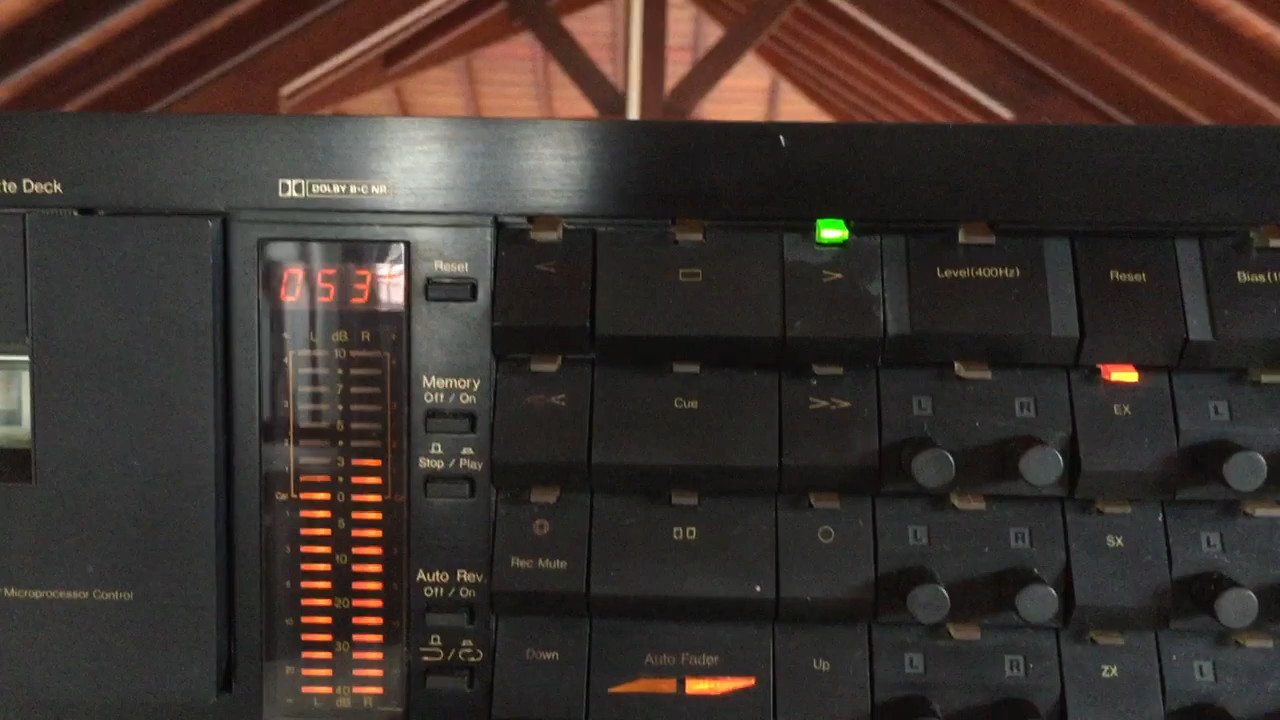 te Deck
DOLBY B·C NR
053
Reset
L dB R
10
7
5
3
0
5
10
20
30
40
L dB R
Memory
Off / On
Stop / Play
Auto Rev.
Off / On
Microprocessor Control
<
>
Level(400Hz)
Reset
Bias(1
<<
Cue
>>
L R
EX
L
Rec Mute
L R
SX
L
Down
Auto Fader
Up
L R
ZX
L